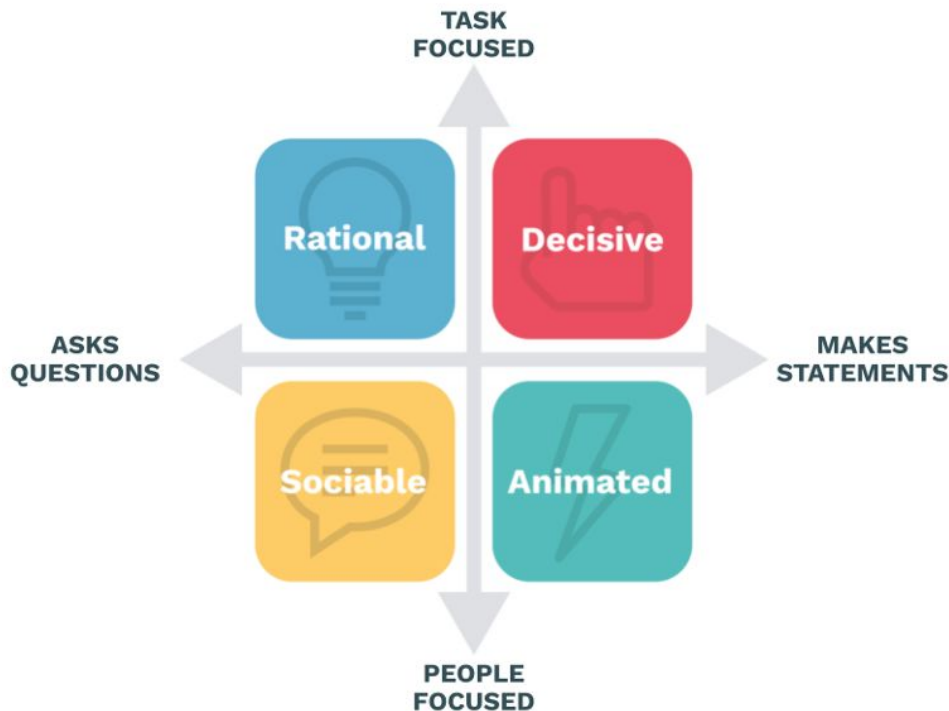 TASK
FOCUSED
Rational
Decisive
ASKS
QUESTIONS
MAKES
STATEMENTS
Sociable
Animated
PEOPLE
FOCUSED